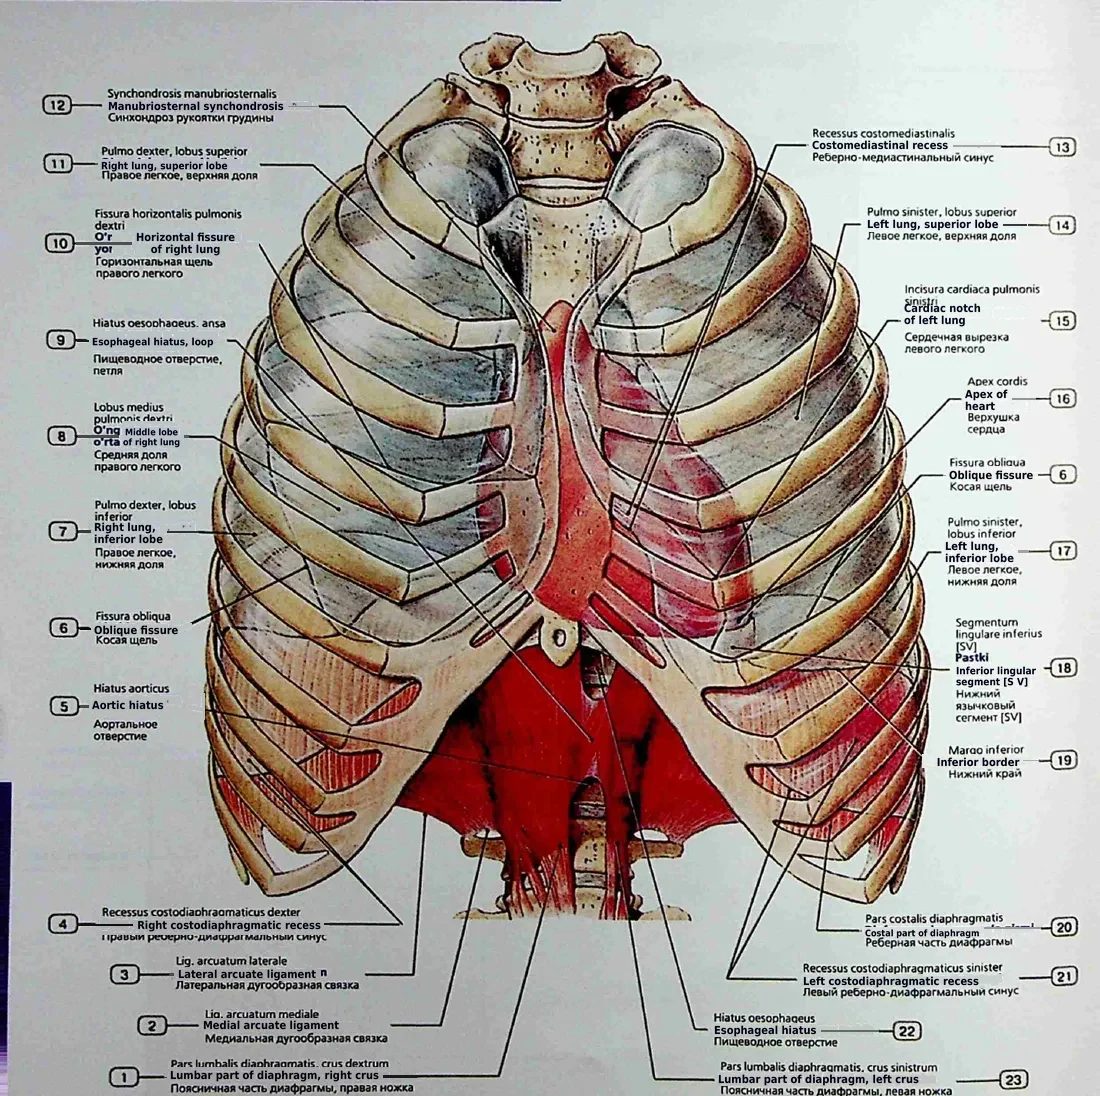 12
Synchondrosis manubriosternalis
Manubriosternal synchondrosis
Синхондроз рукоятки грудины
11
Pulmo dexter, lobus superior
Right lung, superior lobe
Правое легкое, верхняя доля
10
Fissura horizontalis pulmonis
dextri
O'r Horizontal fissure
yor of right lung
Горизонтальная щель
правого легкого
9
Hiatus oesophageus, ansa
Esophageal hiatus, loop
Пищеводное отверстие,
петля
8
Lobus medius
pulmonis dextri
O'ng Middle lobe
o'rta of right lung
Средняя доля
правого легкого
7
Pulmo dexter, lobus
inferior
Right lung,
inferior lobe
Правое легкое,
нижняя доля
6
Fissura obliqua
Oblique fissure
Косая щель
5
Hiatus aorticus
Aortic hiatus
Аортальное
отверстие
4
Recessus costodiaphragmaticus dexter
Right costodiaphragmatic recess
Правый реберно-диафрагмальный синус
3
Lig. arcuatum laterale
Lateral arcuate ligament n
Латеральная дугообразная связка
2
Lig. arcuatum mediale
Medial arcuate ligament
Медиальная дугообразная связка
1
Pars lumbalis diaphragmatis, crus dextrum
Lumbar part of diaphragm, right crus
Поясничная часть диафрагмы, правая ножка
Recessus costomediastinalis
Costomediastinal recess
Реберно-медиастинальный синус
13
Pulmo sinister, lobus superior
Left lung, superior lobe
Левое легкое, верхняя доля
14
Incisura cardiaca pulmonis
sinistri
Cardiac notch
of left lung
Сердечная вырезка
левого легкого
15
Apex cordis
Apex of
heart
Верхушка
сердца
16
Fissura obliqua
Oblique fissure
Косая щель
6
Pulmo sinister,
lobus inferior
Left lung,
inferior lobe
Левое легкое,
нижняя доля
17
Segmentum
lingulare inferius
[SV]
Pastki
Inferior lingular
segment [S V]
Нижний
язычковый
сегмент [SV]
18
Margo inferior
Inferior border
Нижний край
19
Pars costalis diaphragmatis
Costal part of diaphragm
Реберная часть диафрагмы
20
Recessus costodiaphragmaticus sinister
Left costodiaphragmatic recess
Левый реберно-диафрагмальный синус
21
Hiatus oesophageus
Esophageal hiatus
Пищеводное отверстие
22
Pars lumbalis diaphragmatis, crus sinistrum
Lumbar part of diaphragm, left crus
Поясничная часть диафрагмы, левая ножка
23